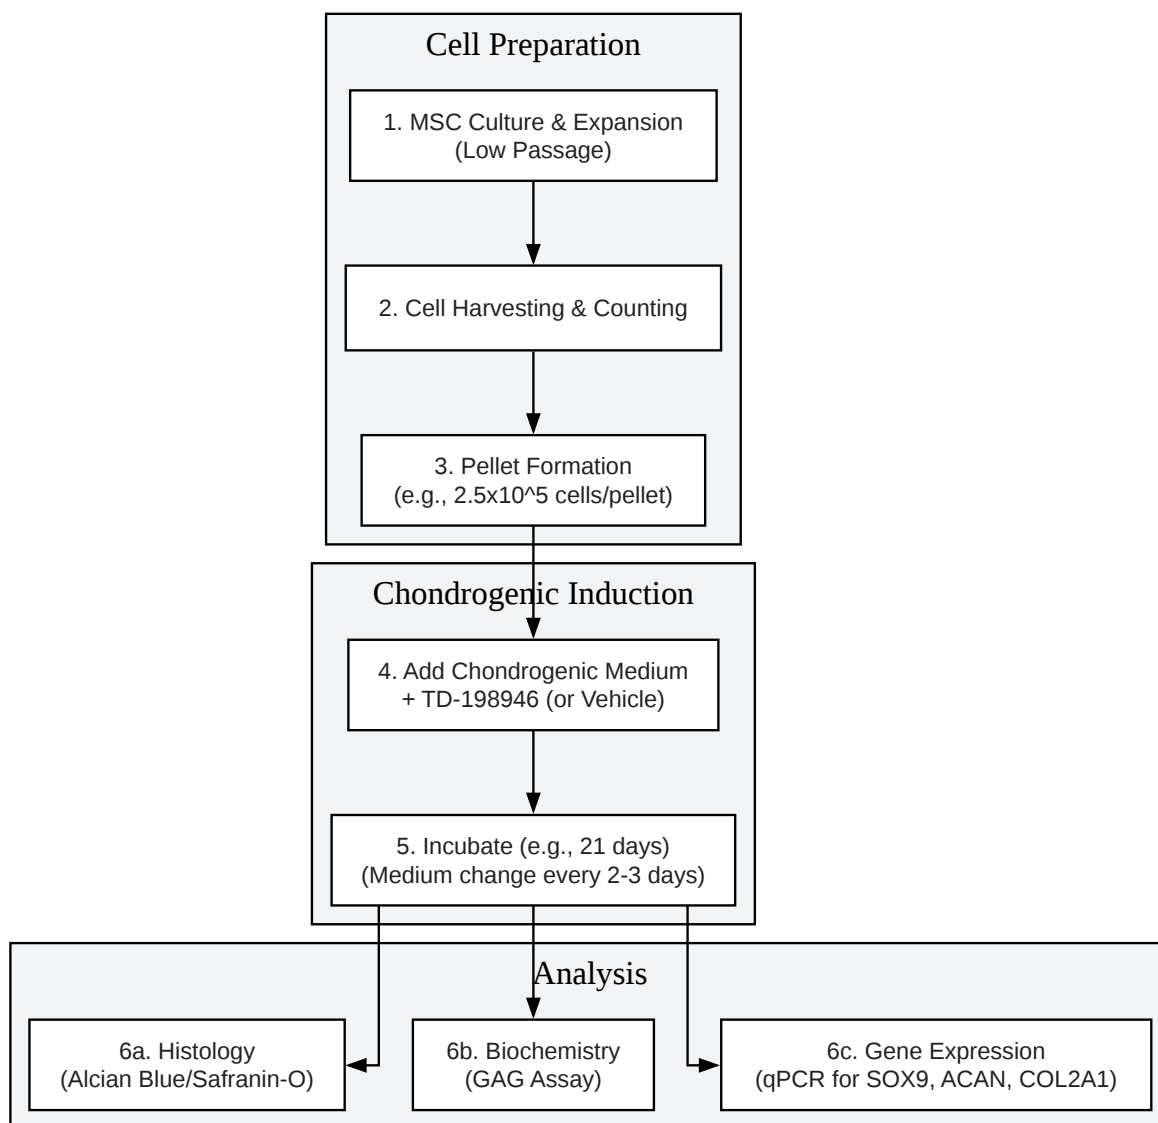 Cell Preparation
1. MSC Culture & Expansion
(Low Passage)
2. Cell Harvesting & Counting
3. Pellet Formation
(e.g., 2.5x10^5 cells/pellet)
Chondrogenic Induction
4. Add Chondrogenic Medium
+ TD-198946 (or Vehicle)
5. Incubate (e.g., 21 days)
(Medium change every 2-3 days)
Analysis
6a. Histology
(Alcian Blue/Safranin-O)
6b. Biochemistry
(GAG Assay)
6c. Gene Expression
(qPCR for SOX9, ACAN, COL2A1)